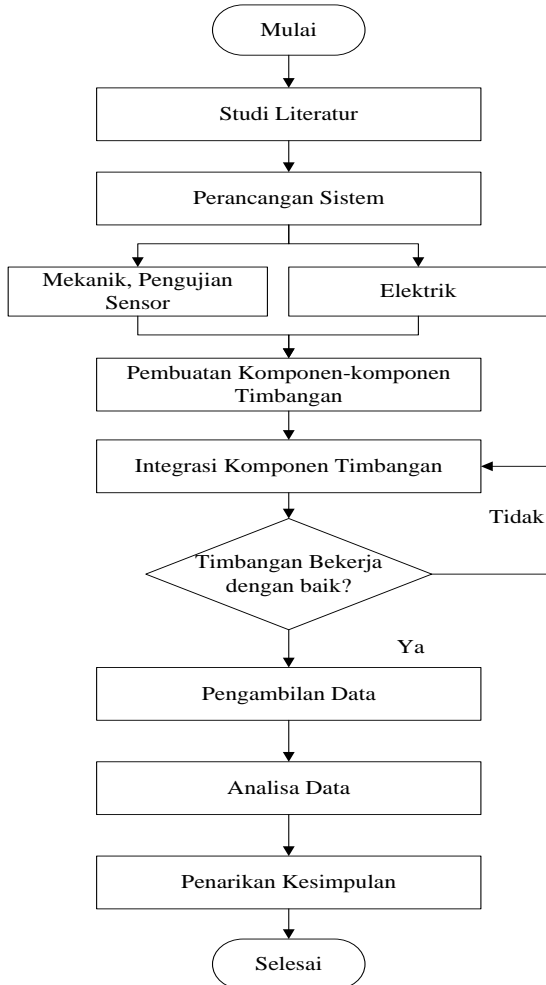 Mulai
Studi Literatur
Perancangan Sistem
Mekanik, Pengujian
Sensor
Elektrik
Pembuatan Komponen-komponen
Timbangan
Integrasi Komponen Timbangan
Tidak
Timbangan Bekerja
dengan baik?
Ya
Pengambilan Data
Analisa Data
Penarikan Kesimpulan
Selesai